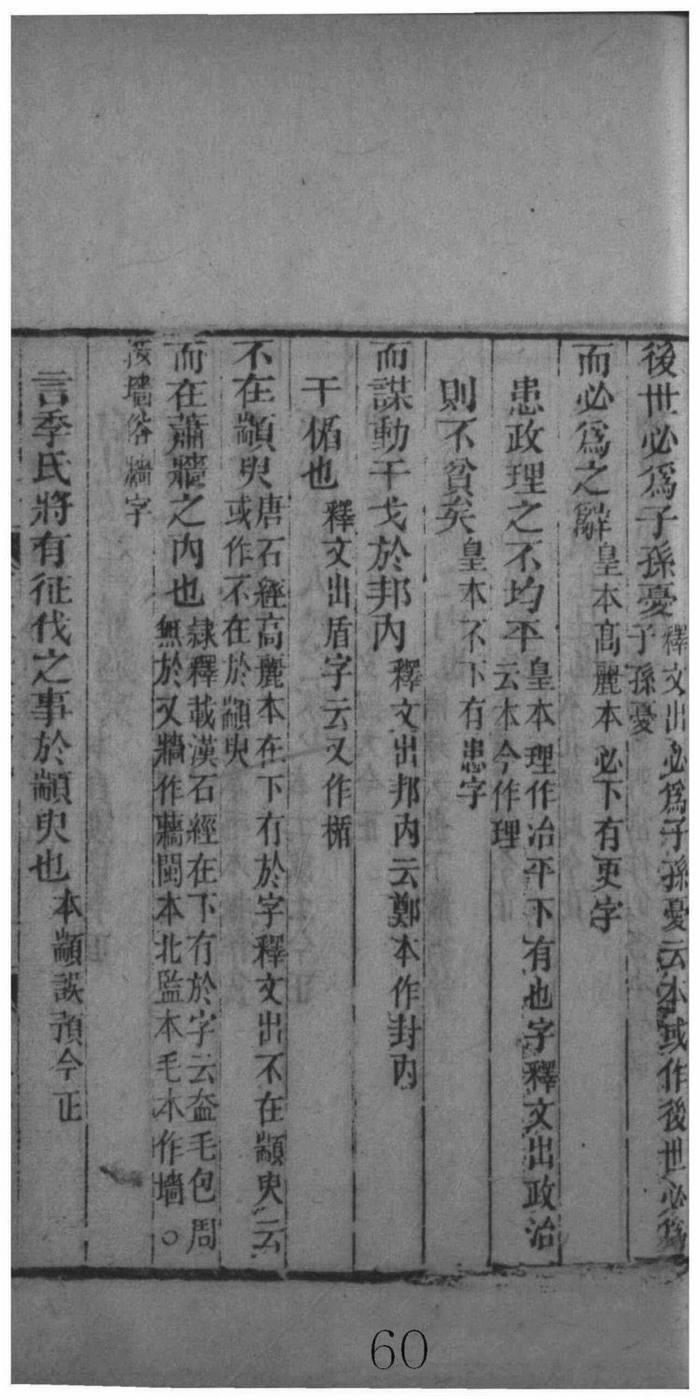 後世必爲子孫憂釋文出必爲子孫憂云本或作後世必爲子孫憂
而必爲之辭皇本高麗本必下有更字
患政理之不均平皇本理作治平下有也字釋文出政治云本今作理
則不貧矣皇本不下有患字
而謀動干戈於邦內釋文出邦內云鄭本作封內
干楯也釋文出盾字云又作楯
不在顓臾唐石經高麗本在下有於字釋文出不在顓臾云或作不在於顓臾
而在蕭牆之內也隸釋載漢石經在下有於字云盍毛包周無於又牆作蘠閩本北監本毛本作墻○
按墻俗牆字
言季氏將有征伐之事於顓臾也本顓誤頊今正
60